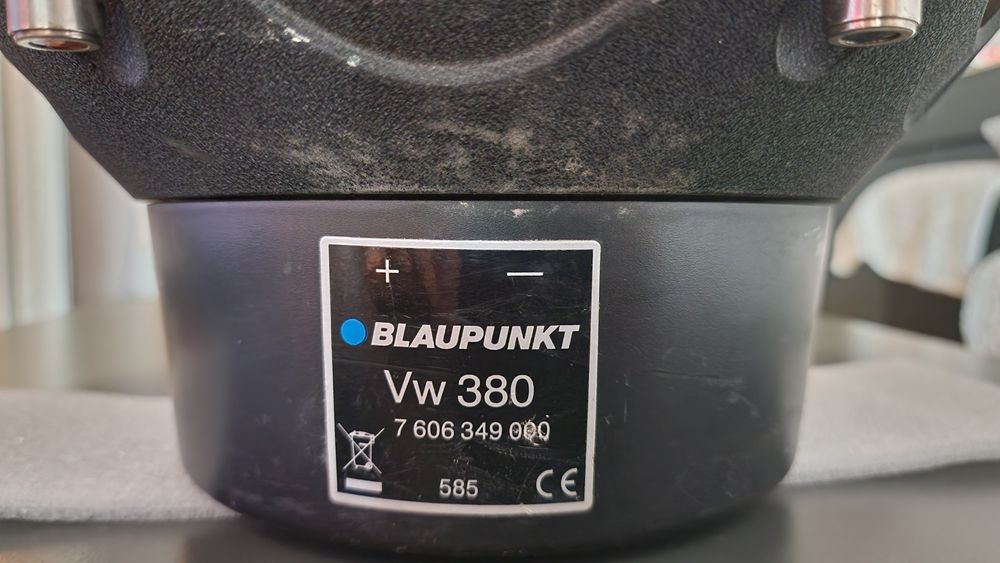 + —
BLAUPUNKT
Vw 380
7 606 349 000
585 CE